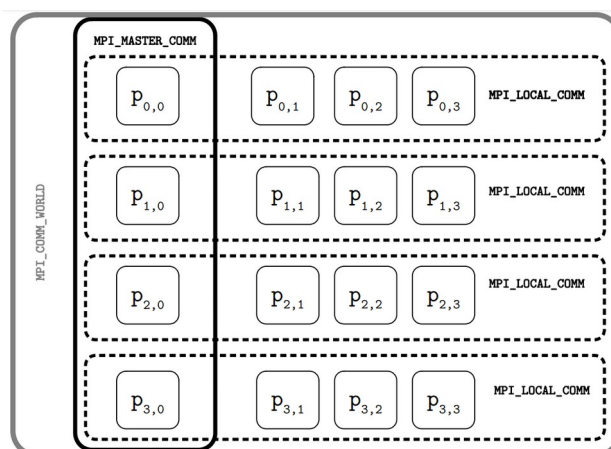 MPI_COMM_WORLD
MPI_MASTER_COMM
p0,0 p0,1 p0,2 p0,3 MPI_LOCAL_COMM
p1,0 p1,1 p1,2 p1,3 MPI_LOCAL_COMM
p2,0 p2,1 p2,2 p2,3 MPI_LOCAL_COMM
p3,0 p3,1 p3,2 p3,3 MPI_LOCAL_COMM